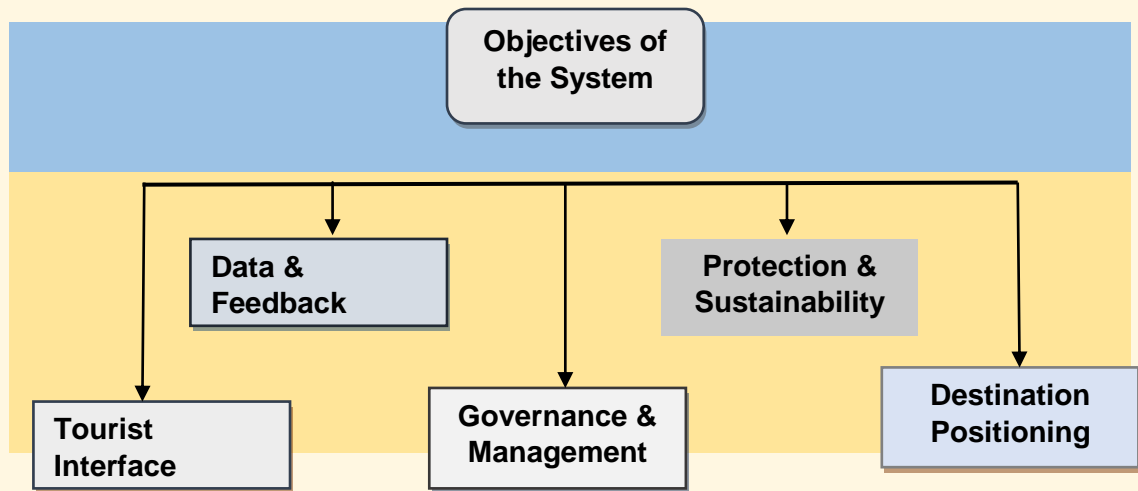 Objectives of
the System
Data &
Feedback
Protection &
Sustainability
Tourist
Interface
Governance &
Management
Destination
Positioning